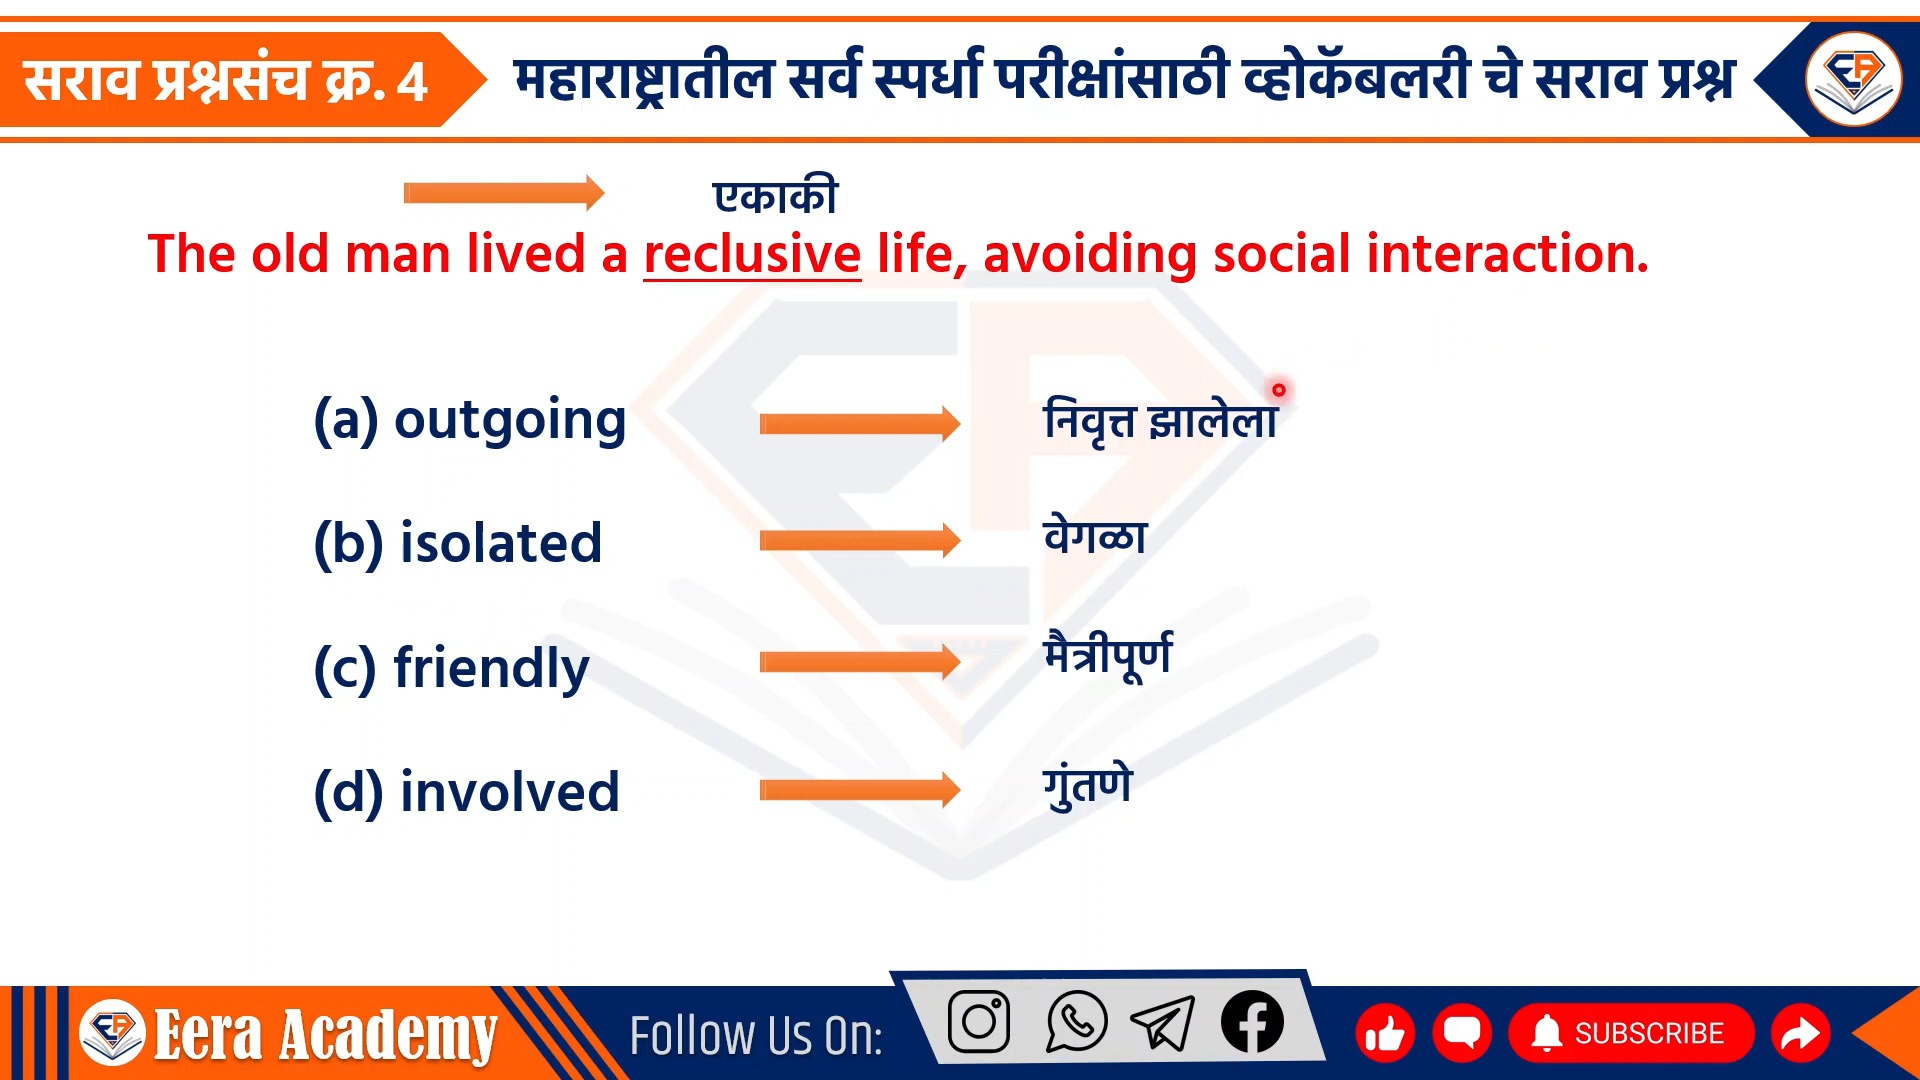 सराव प्रश्नसंच क्र. 4
महाराष्ट्रातील सर्व स्पर्धा परीक्षांसाठी व्होकॅबलरी चे सराव प्रश्न
एकाकी
The old man lived a reclusive life, avoiding social interaction.
(a) outgoing
निवृत्त झालेला
(b) isolated
वेगळा
(c) friendly
मैत्रीपूर्ण
(d) involved
गुंतणे
Eera Academy
Follow Us On:
SUBSCRIBE